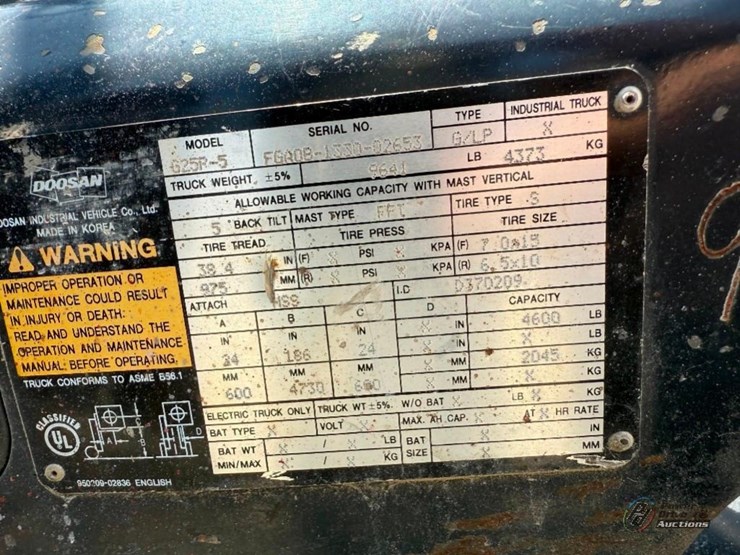 MODEL SERIAL NO. TYPE INDUSTRIAL TRUCK
G25P-5 FGA0B-1330-02653 G/LP X
TRUCK WEIGHT ±5% 9641 LB 4373 KG
ALLOWABLE WORKING CAPACITY WITH MAST VERTICAL
5 BACK TILT MAST TYPE FFT TIRE TYPE S
TIRE TREAD TIRE PRESS TIRE SIZE
38.4 IN (F) X PSI X KPA (F) 7.0x15
975 MM (R) X PSI X KPA (R) 6.5x10
ATTACH HSS I.D D370209
A B C D CAPACITY
IN IN IN X IN 4600 LB
24 186 24 X IN X LB
MM MM MM X MM 2045 KG
600 4730 600 X MM X KG
ELECTRIC TRUCK ONLY TRUCK WT ±5% W/O BAT X LB X KG
BAT TYPE X VOLT X MAX. AH CAP. X AT X HR RATE
BAT WT MIN/MAX X / X LB BAT SIZE X IN
X / X KG X MM
DOOSAN
DOOSAN INDUSTRIAL VEHICLE Co., Ltd.
MADE IN KOREA
WARNING
IMPROPER OPERATION OR
MAINTENANCE COULD RESULT
IN INJURY OR DEATH:
READ AND UNDERSTAND THE
OPERATION AND MAINTENANCE
MANUAL: BEFORE OPERATING.
TRUCK CONFORMS TO ASME B56.1
CLASSIFIED
UL
A B C D
950209-02836 ENGLISH
Auctions